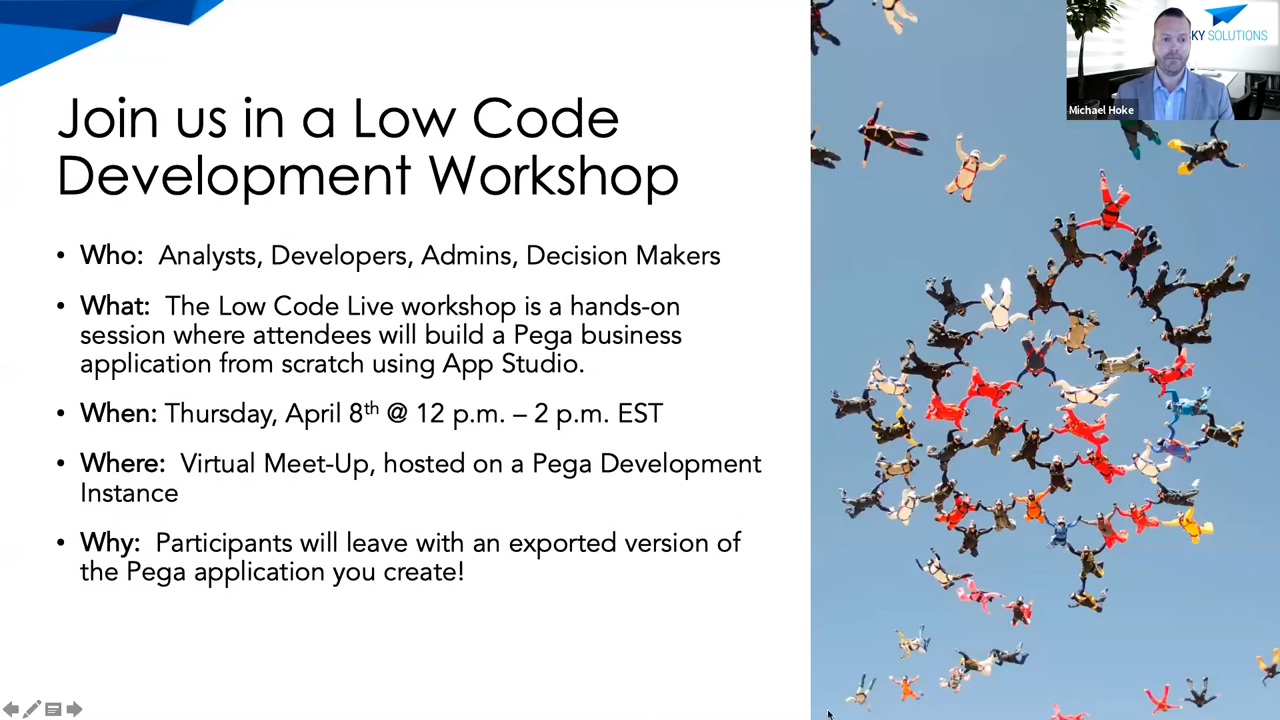 Join us in a Low Code
Development Workshop
• Who: Analysts, Developers, Admins, Decision Makers
• What: The Low Code Live workshop is a hands-on
session where attendees will build a Pega business
application from scratch using App Studio.
• When: Thursday, April 8th @ 12 p.m. – 2 p.m. EST
• Where: Virtual Meet-Up, hosted on a Pega Development
Instance
• Why: Participants will leave with an exported version of
the Pega application you create!
KY SOLUTIONS
Michael Hoke